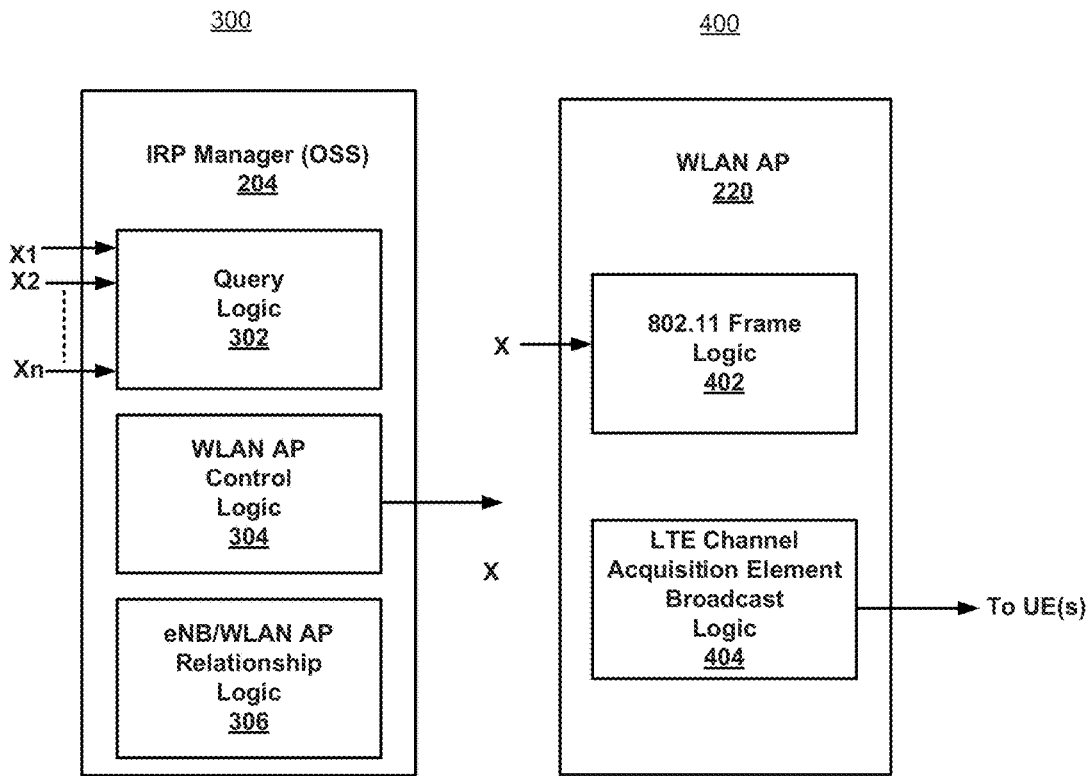 300
400
IRP Manager (OSS)
204
X1
X2
Xn
Query
Logic
302
WLAN AP
Control
Logic
304
X
eNB/WLAN AP
Relationship
Logic
306
WLAN AP
220
X
802.11 Frame
Logic
402
LTE Channel
Acquisition Element
Broadcast
Logic
404
To UE(s)